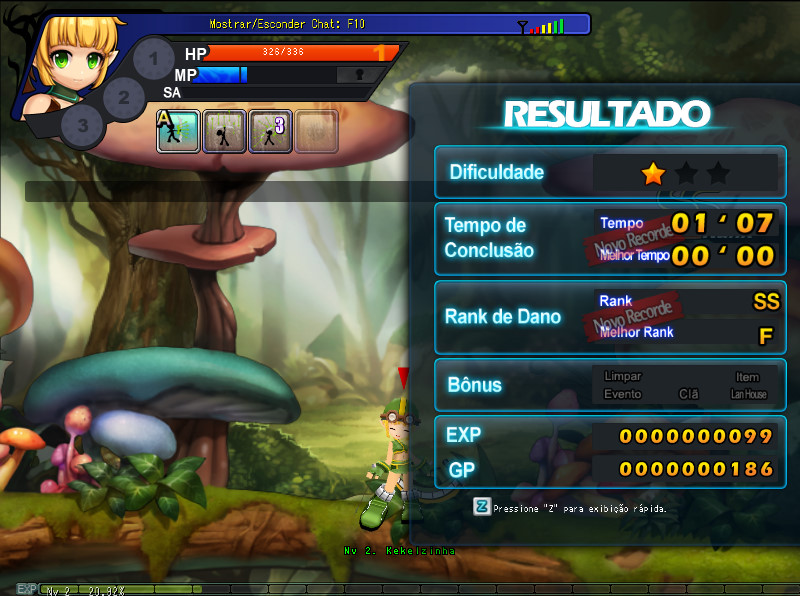 Mostrar/Esconder Chat: F10
HP 326/336 1
MP
SA
1
2
3
A
3
RESULTADO
Dificuldade
Tempo de Conclusão
Tempo 01 ‘ 07
Novo Recorde
Melhor Tempo 00 ‘ 00
Rank de Dano
Rank SS
Novo Recorde
Melhor Rank F
Bônus
Limpar Evento
Clã
Item Lan House
EXP 0000000099
GP 0000000186
Z Pressione "Z" para exibição rápida.
Nv 2. Kekelzinha
EXP Nv 2 20.92%